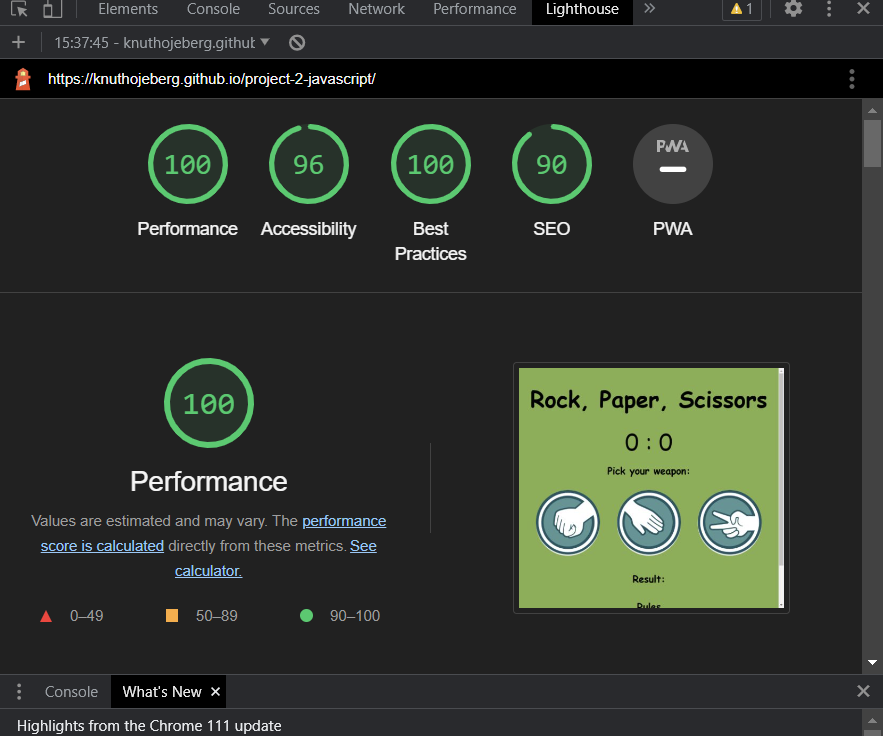 Elements Console Sources Network Performance Lighthouse » 1
15:37:45 - knuthojeberg.githut
https://knuthojeberg.github.io/project-2-javascript/
100 96 100 90 PWA
Performance Accessibility Best Practices SEO PWA
100
Performance
Values are estimated and may vary. The performance
score is calculated directly from these metrics. See
calculator.
0–49 50–89 90–100
Rock, Paper, Scissors
0 : 0
Pick your weapon:
Result:
Rules
Console What's New
Highlights from the Chrome 111 update